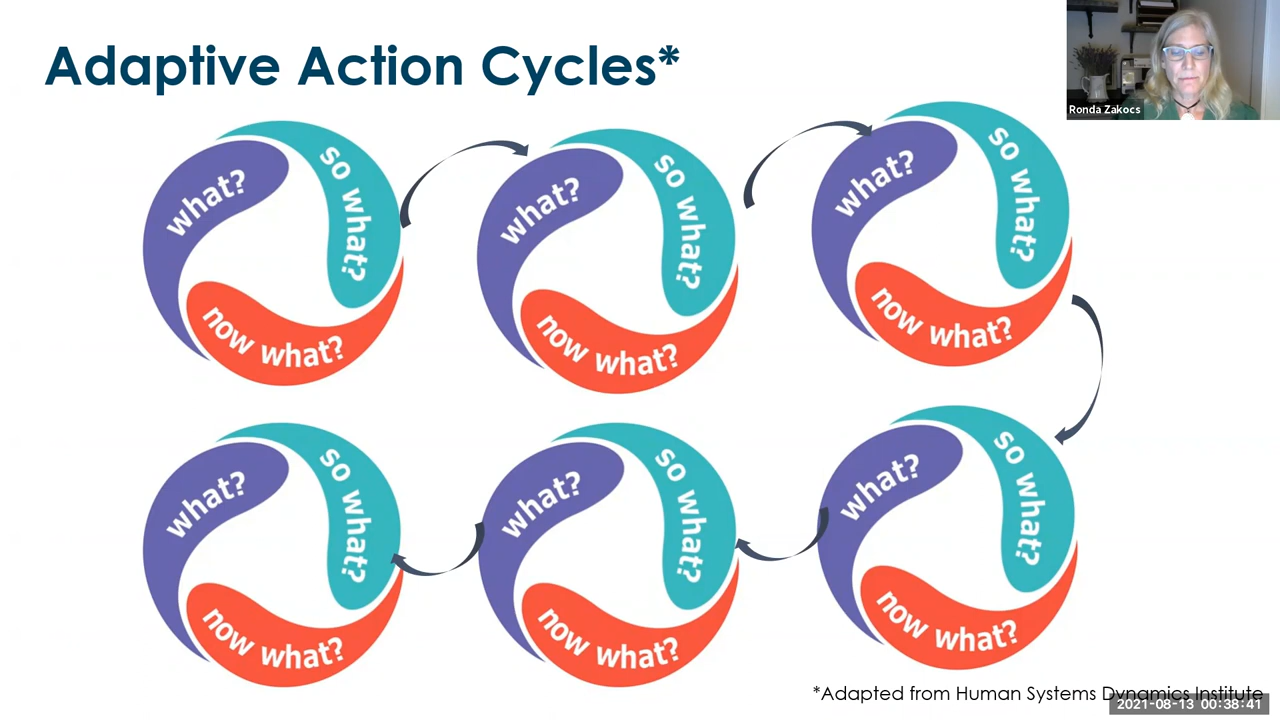 Adaptive Action Cycles*
Ronda Zakocs
what?
so what?
now what?
what?
so what?
now what?
what?
so what?
now what?
what?
so what?
now what?
what?
so what?
now what?
what?
so what?
now what?
*Adapted from Human Systems Dynamics Institute
2021-08-13 00:38:41